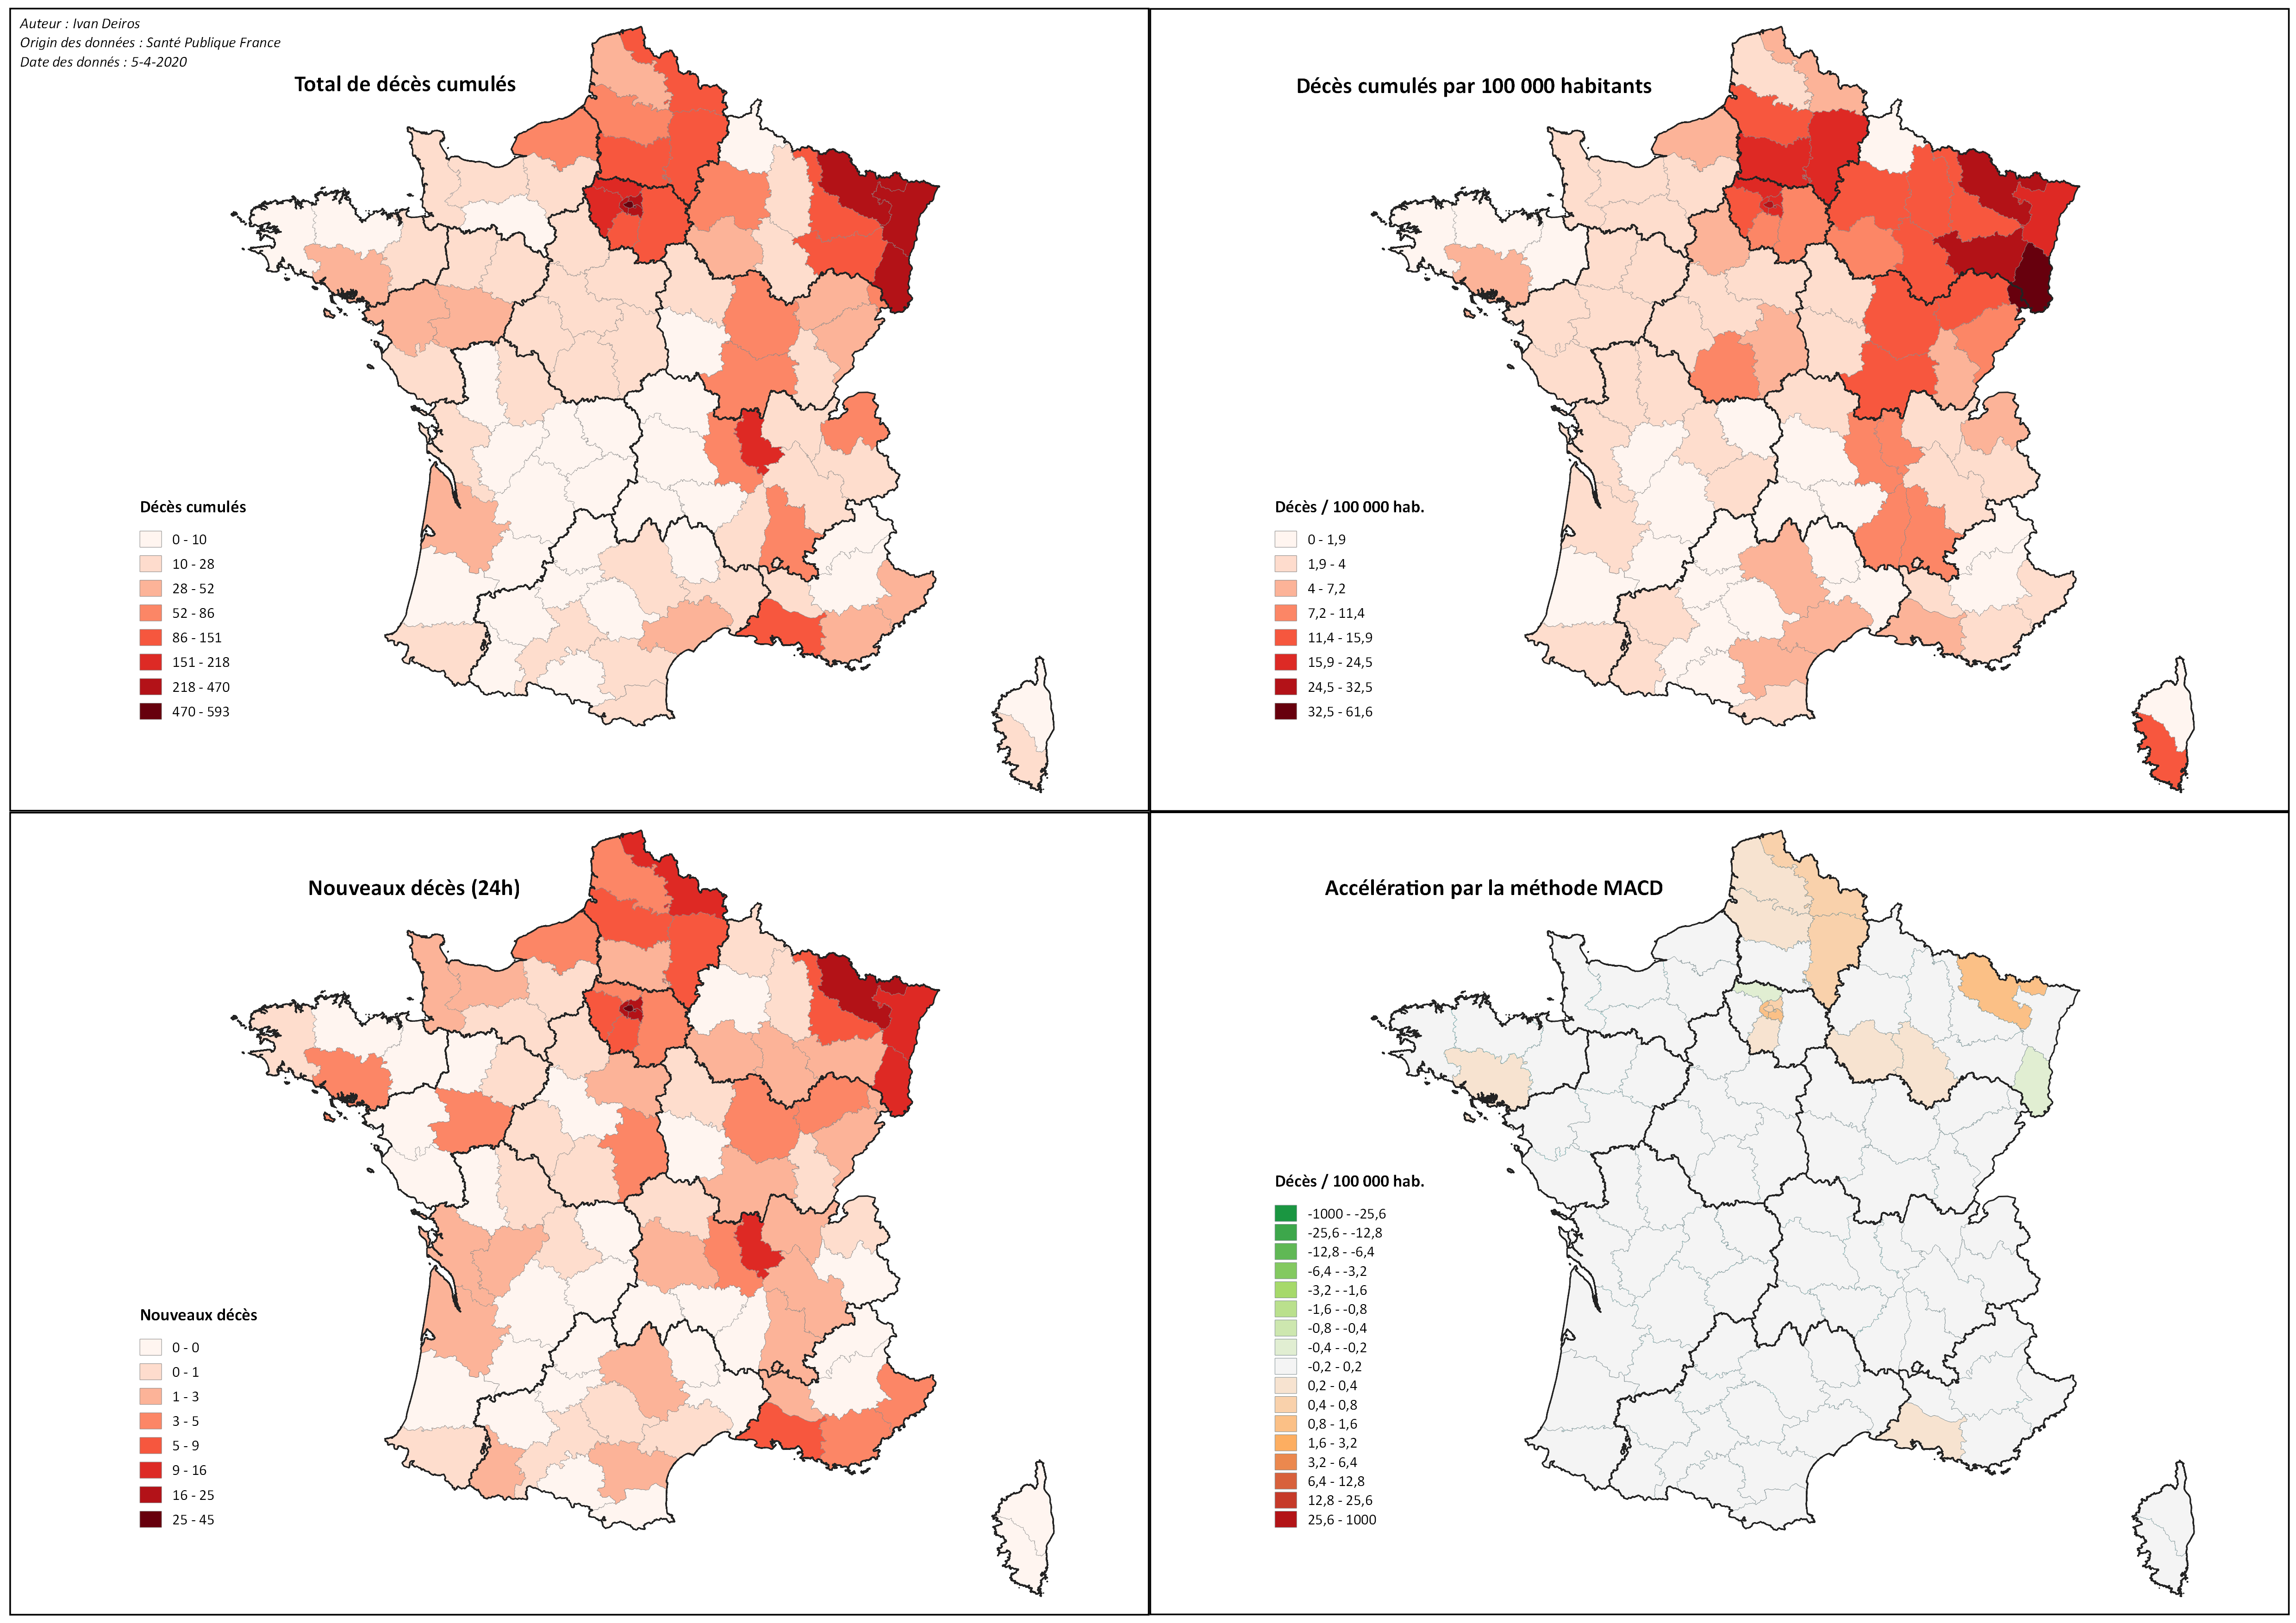 Auteur : Ivan Deiros
Origin des données : Santé Publique France
Date des donnés : 5-4-2020
Total de décès cumulés
Décès cumulés
0 - 10
10 - 28
28 - 52
52 - 86
86 - 151
151 - 218
218 - 470
470 - 593
Décès cumulés par 100 000 habitants
Décès / 100 000 hab.
0 - 1,9
1,9 - 4
4 - 7,2
7,2 - 11,4
11,4 - 15,9
15,9 - 24,5
24,5 - 32,5
32,5 - 61,6
Nouveaux décès (24h)
Nouveaux décès
0 - 0
0 - 1
1 - 3
3 - 5
5 - 9
9 - 16
16 - 25
25 - 45
Accélération par la méthode MACD
Décès / 100 000 hab.
-1000 - -25,6
-25,6 - -12,8
-12,8 - -6,4
-6,4 - -3,2
-3,2 - -1,6
-1,6 - -0,8
-0,8 - -0,4
-0,4 - -0,2
-0,2 - 0,2
0,2 - 0,4
0,4 - 0,8
0,8 - 1,6
1,6 - 3,2
3,2 - 6,4
6,4 - 12,8
12,8 - 25,6
25,6 - 1000